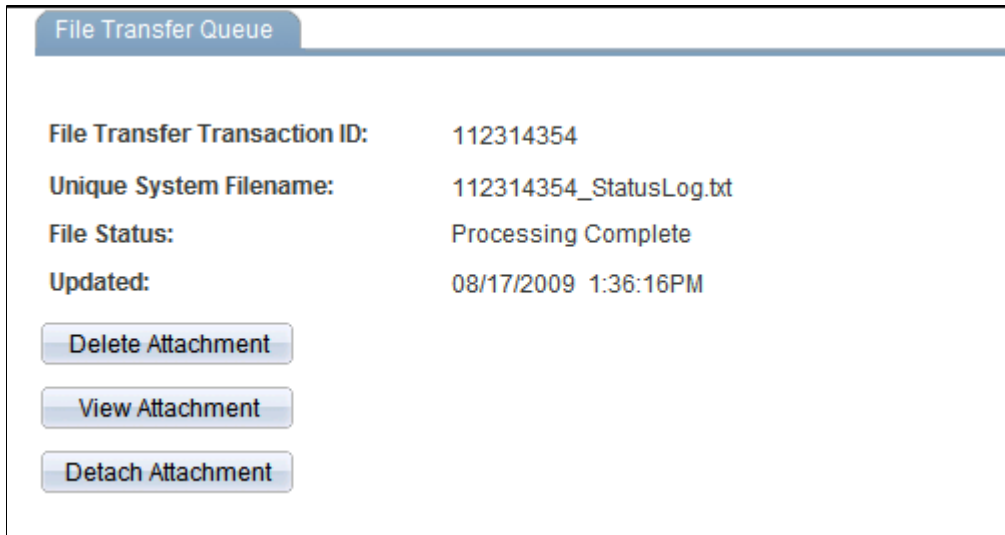 File Transfer Queue
File Transfer Transaction ID: 112314354
Unique System Filename: 112314354_StatusLog.txt
File Status: Processing Complete
Updated: 08/17/2009 1:36:16PM
Delete Attachment
View Attachment
Detach Attachment